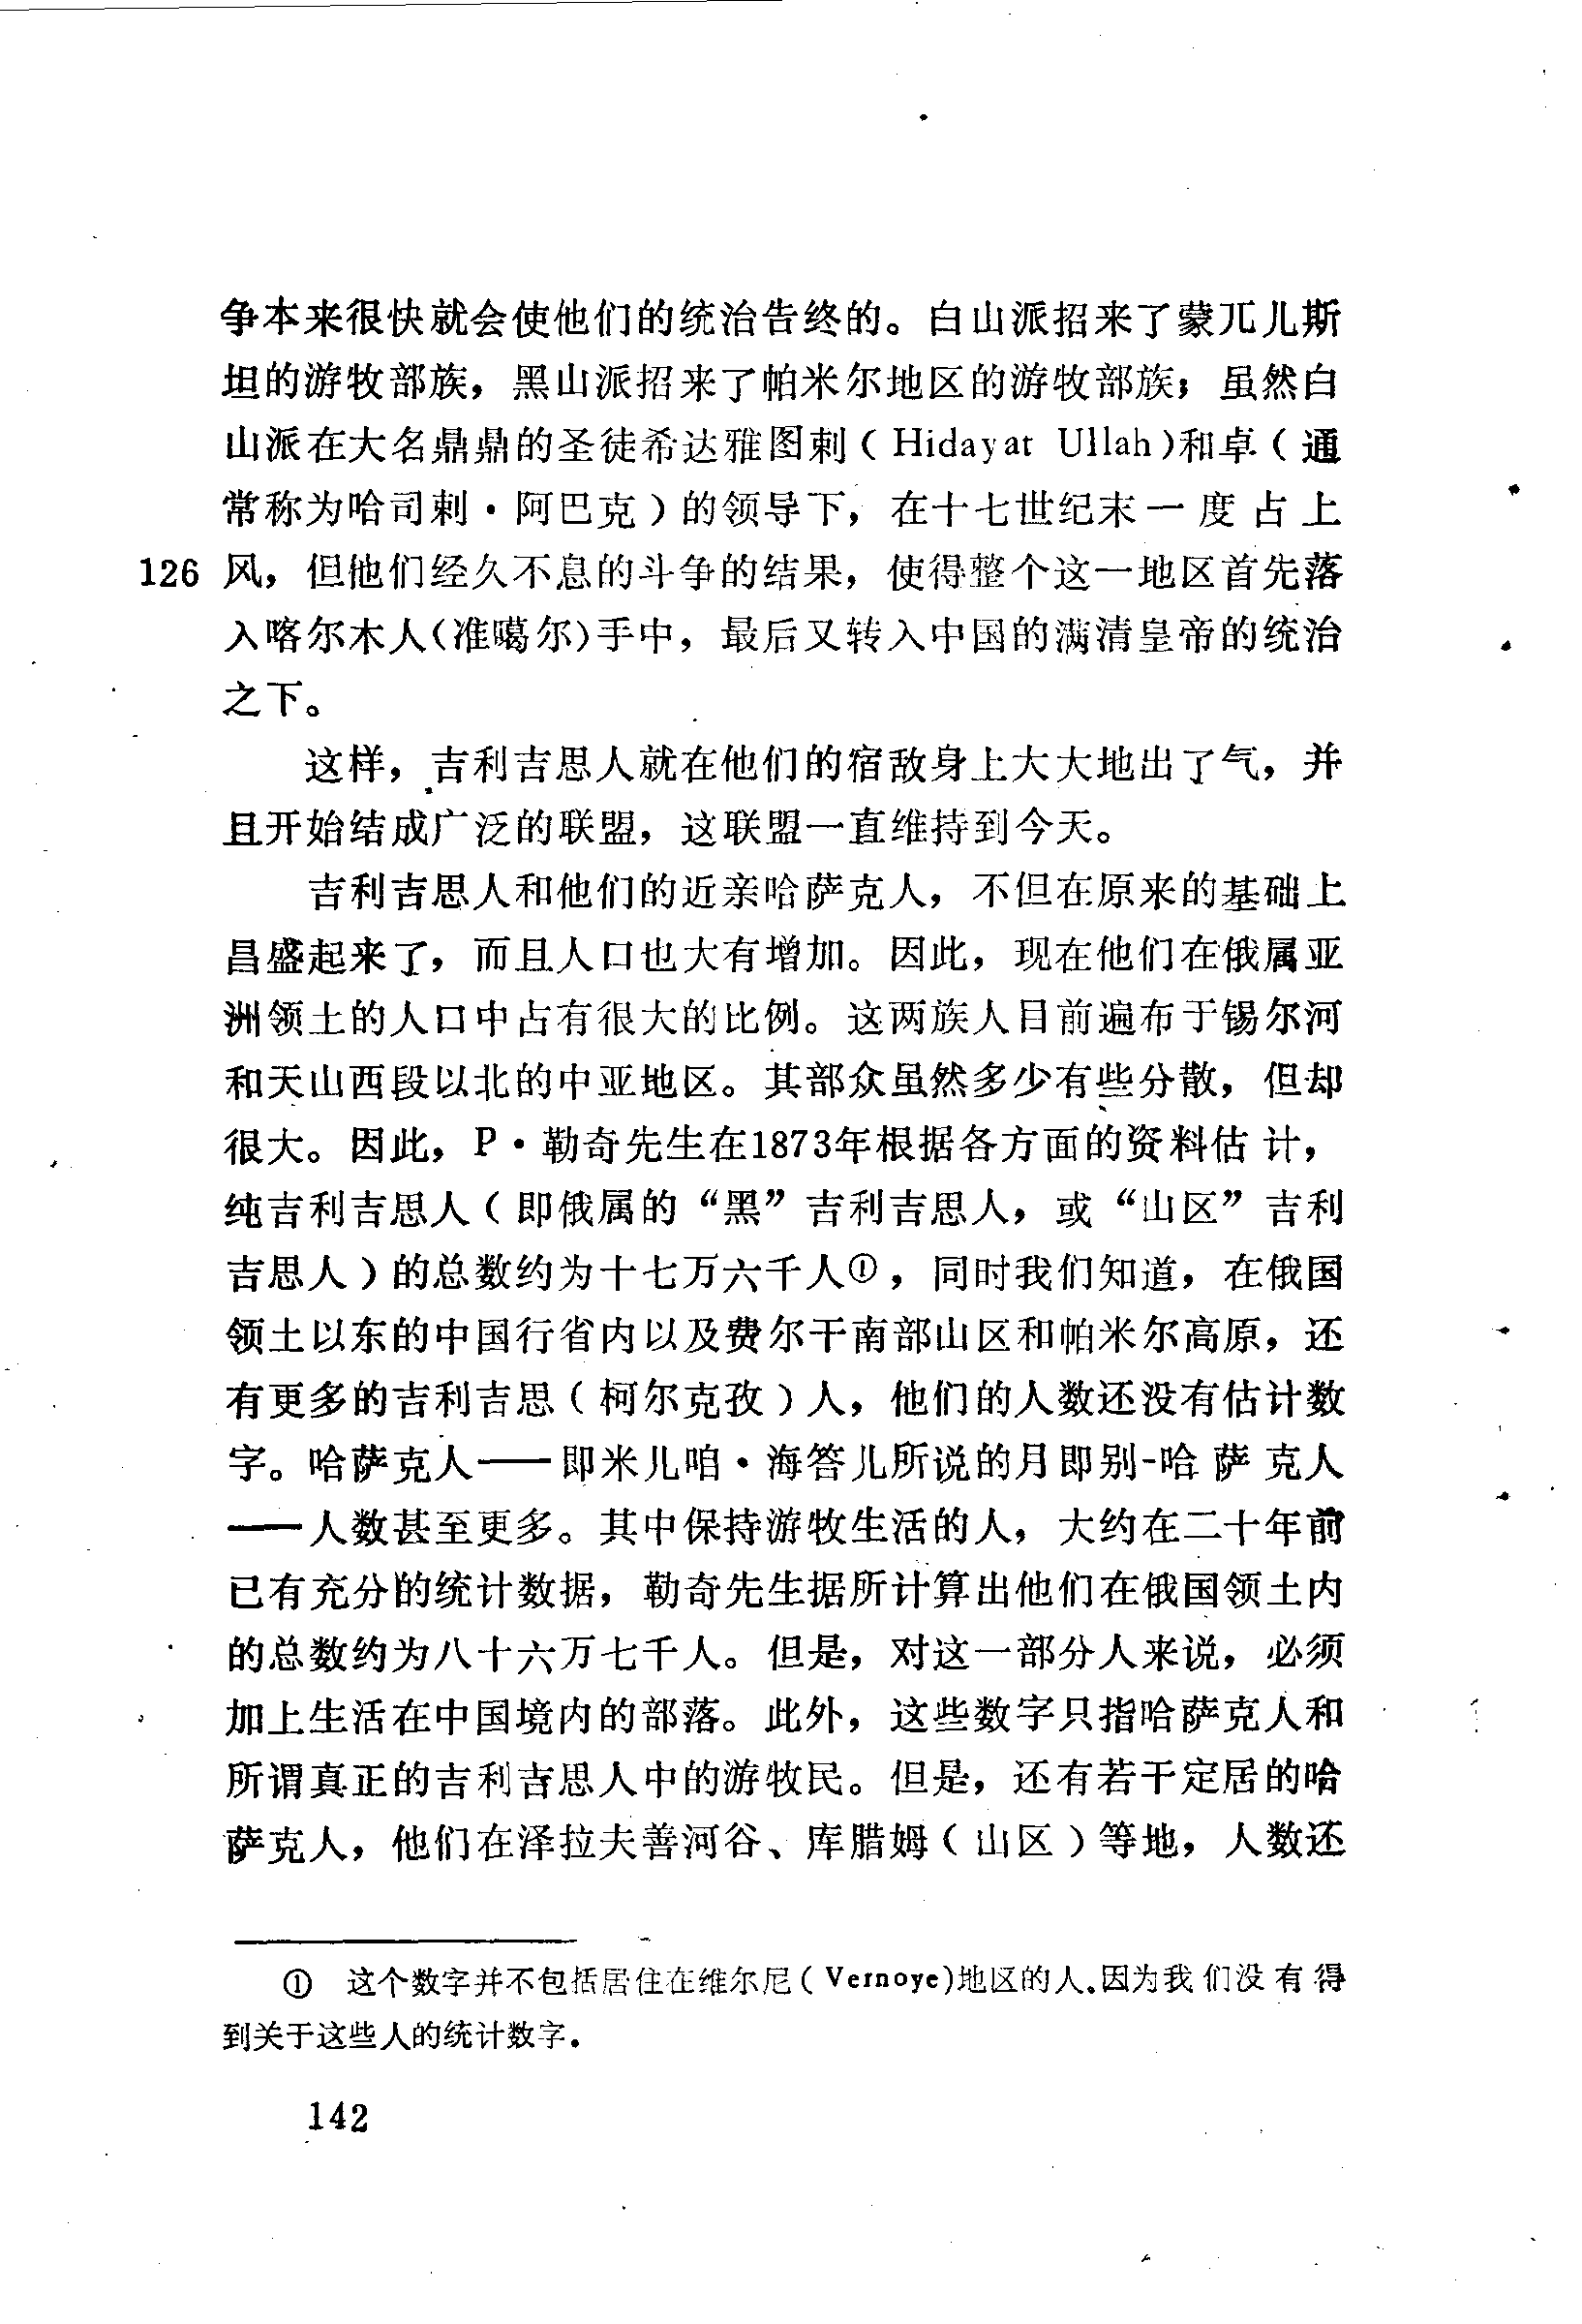 争本来很快就会使他们的统治告终的。白山派招来了蒙兀儿斯
坦的游牧部族，黑山派招来了帕米尔地区的游牧部族；虽然白
山派在大名鼎鼎的圣徒希达雅图剌（Hidayat Ullah）和卓（通
常称为哈司剌·阿巴克）的领导下，在十七世纪末一度占上
126 风，但他们经久不息的斗争的结果，使得整个这一地区首先落
入喀尔木人（准噶尔）手中，最后又转入中国的满清皇帝的统治
之下。
这样，吉利吉思人就在他们的宿敌身上大大地出了气，并
且开始结成广泛的联盟，这联盟一直维持到今天。
吉利吉思人和他们的近亲哈萨克人，不但在原来的基础上
昌盛起来了，而且人口也大有增加。因此，现在他们在俄属亚
洲领土的人口中占有很大的比例。这两族人目前遍布于锡尔河
和天山西段以北的中亚地区。其部众虽然多少有些分散，但却
很大。因此，P·勒奇先生在1873年根据各方面的资料估计，
纯吉利吉思人（即俄属的“黑”吉利吉思人，或“山区”吉利
吉思人）的总数约为十七万六千人①，同时我们知道，在俄国
领土以东的中国行省内以及费尔干南部山区和帕米尔高原，还
有更多的吉利吉思（柯尔克孜）人，他们的人数还没有估计数
字。哈萨克人——即米儿咱·海答儿所说的月即别-哈萨克人
——人数甚至更多。其中保持游牧生活的人，大约在二十年前
已有充分的统计数据，勒奇先生据所计算出他们在俄国领土内
的总数约为八十六万七千人。但是，对这一部分人来说，必须
加上生活在中国境内的部落。此外，这些数字只指哈萨克人和
所谓真正的吉利吉思人中的游牧民。但是，还有若干定居的哈
萨克人，他们在泽拉夫善河谷、库腊姆（山区）等地，人数还
① 这个数字并不包括居住在维尔尼（Vernoye）地区的人。因为我们没有得
到关于这些人的统计数字。
142